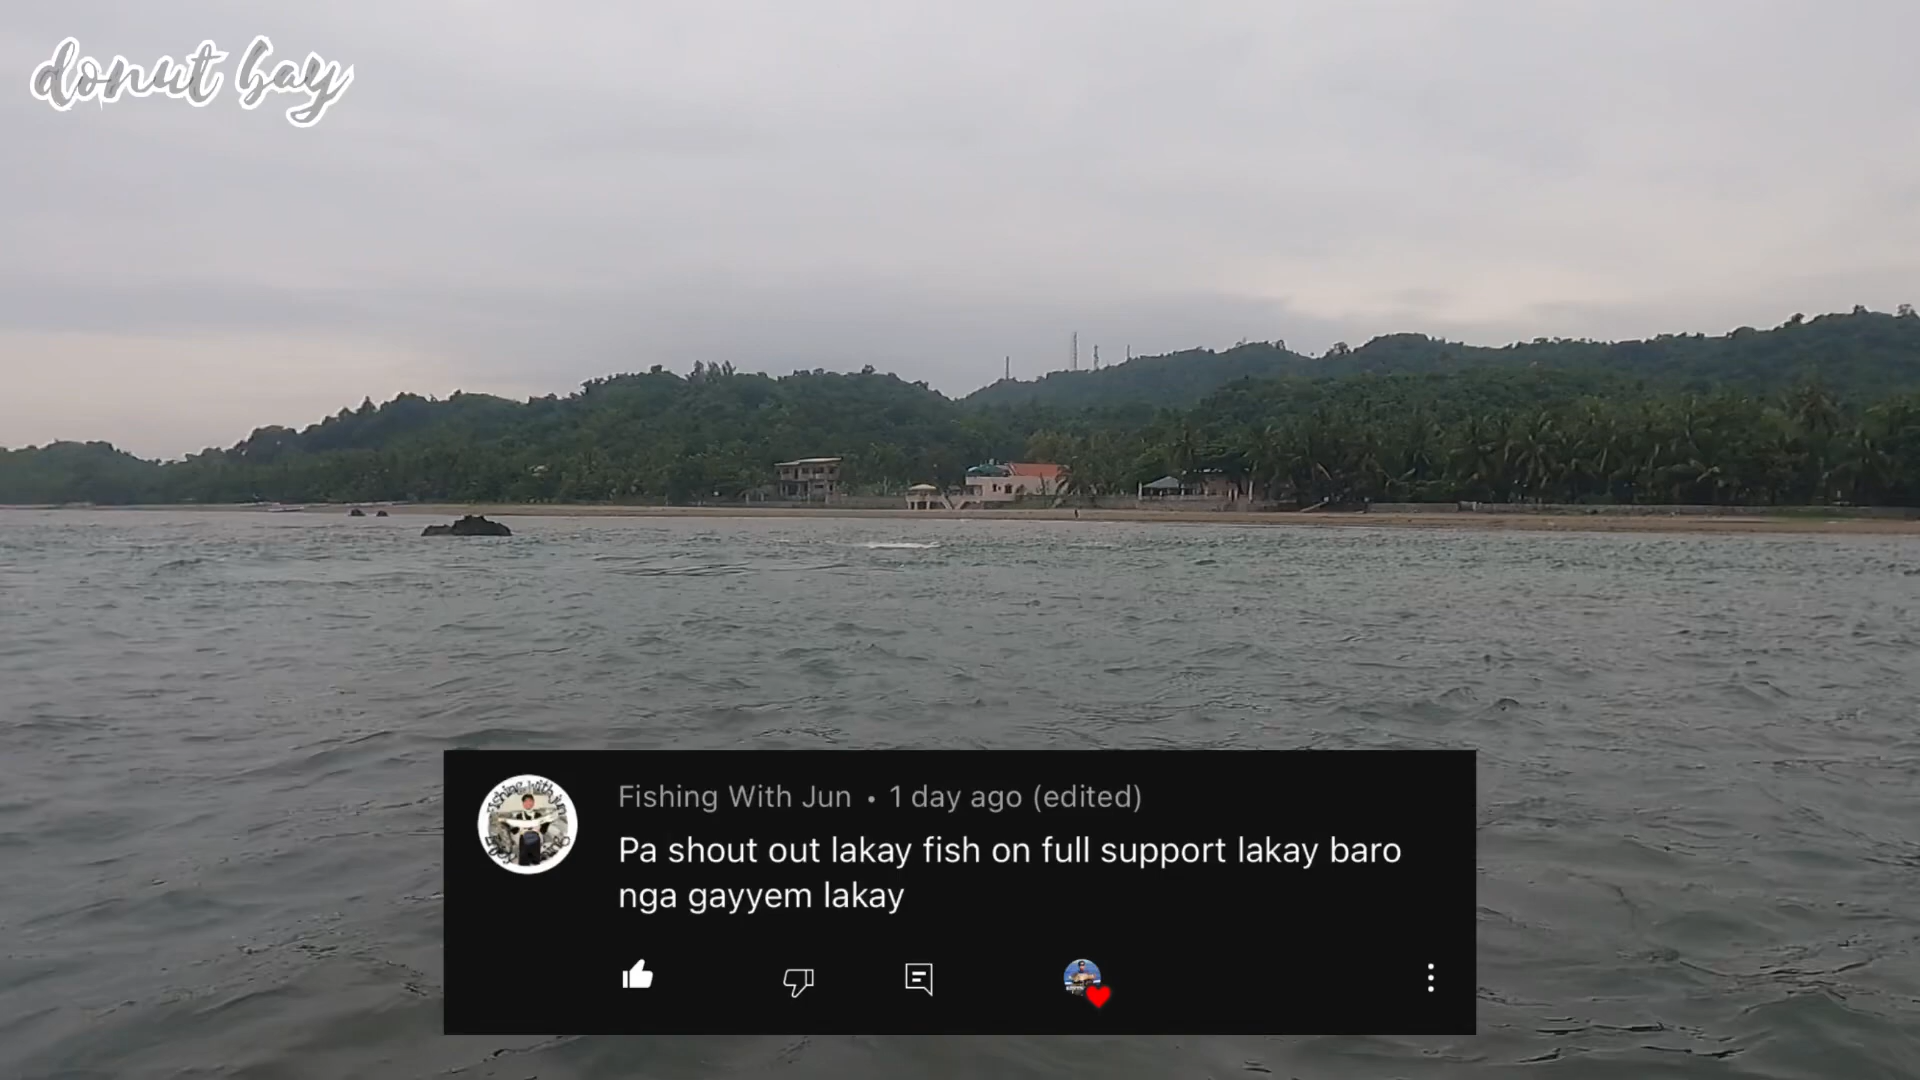 donut bay
Fishing With Jun • 1 day ago (edited)
Pa shout out lakay fish on full support lakay baro
nga gayyem lakay